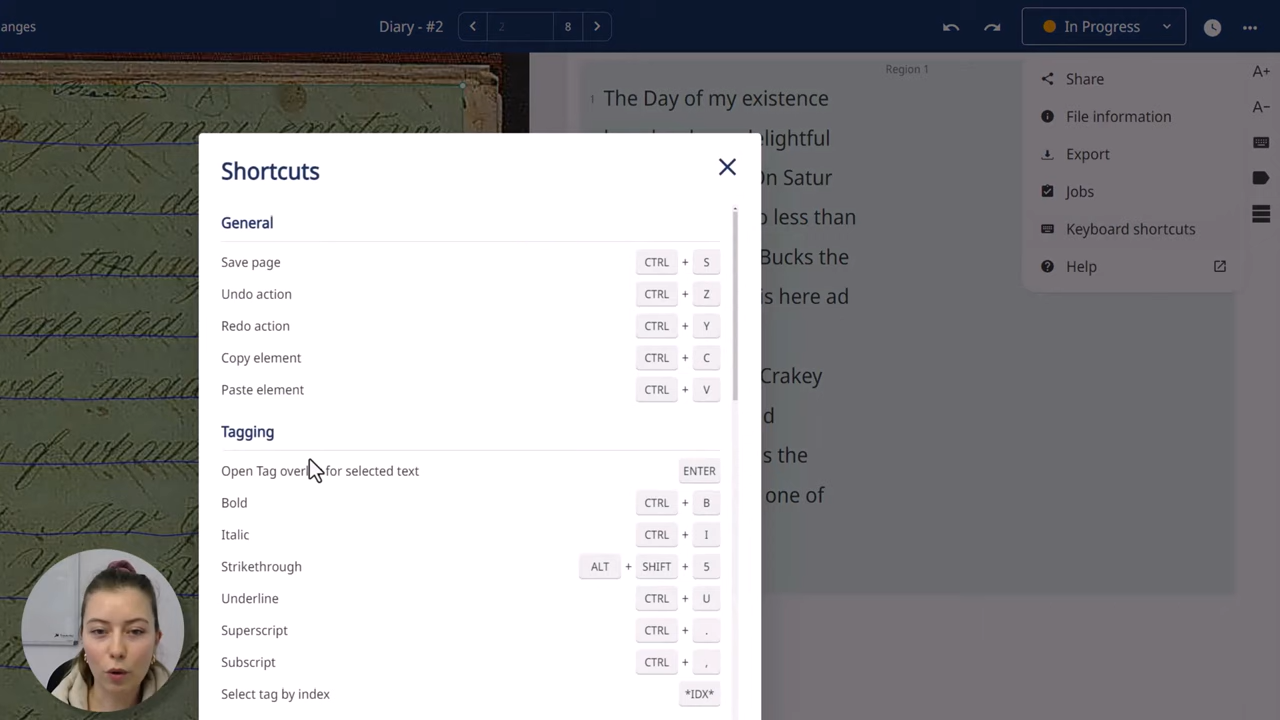 anges
Diary - #2
2
8
In Progress
Region 1
A+
A-
1 The Day of my existence
elightful
On Satur
o less than
Bucks the
is here ad
Crakey
d
s the
one of
Share
File information
Export
Jobs
Keyboard shortcuts
Help
Shortcuts
General
Save page CTRL + S
Undo action CTRL + Z
Redo action CTRL + Y
Copy element CTRL + C
Paste element CTRL + V
Tagging
Open Tag overl for selected text ENTER
Bold CTRL + B
Italic CTRL + I
Strikethrough ALT + SHIFT + 5
Underline CTRL + U
Superscript CTRL + .
Subscript CTRL + ,
Select tag by index *IDX*